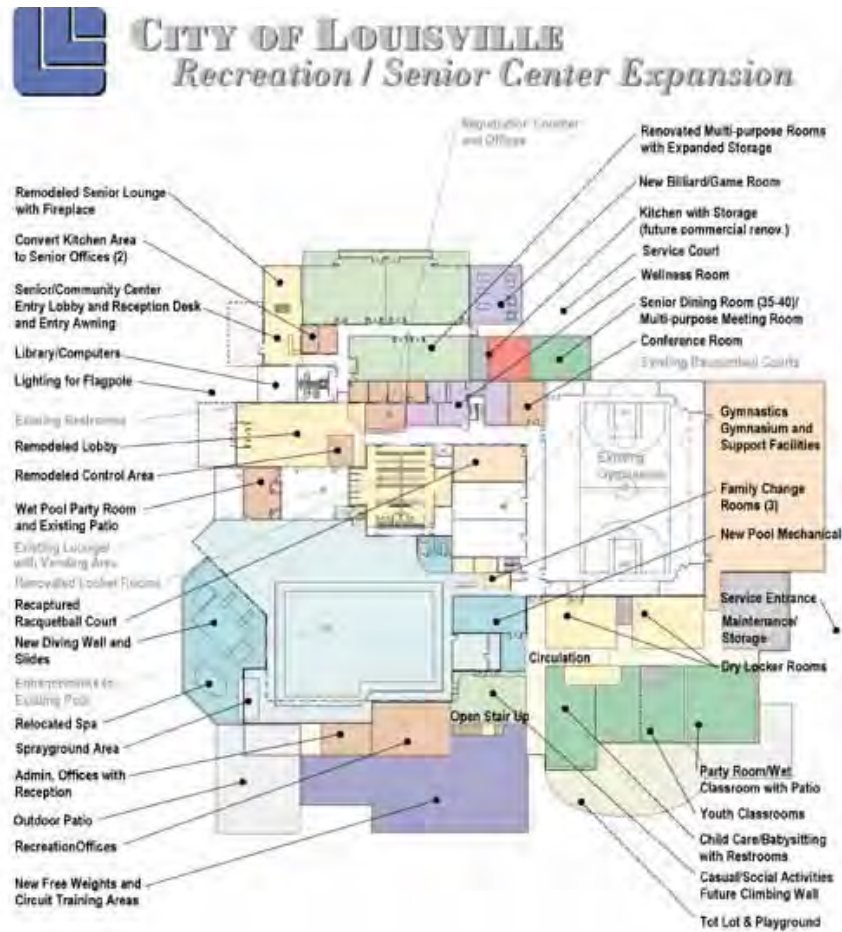 CITY OF LOUISVILLE
Recreation / Senior Center Expansion
Registration Counter
and Offices
Renovated Multi-purpose Rooms
with Expanded Storage
New Billiard/Game Room
Kitchen with Storage
(future commercial renov.)
Service Court
Wellness Room
Senior Dining Room (35-40)/
Multi-purpose Meeting Room
Conference Room
Existing Racquetball Courts
Remodeled Senior Lounge
with Fireplace
Convert Kitchen Area
to Senior Offices (2)
Senior/Community Center
Entry Lobby and Reception Desk
and Entry Awning
Library/Computers
Lighting for Flagpole
Existing Restrooms
Remodeled Lobby
Remodeled Control Area
Wet Pool Party Room
and Existing Patio
Existing Lounge/
with Vending Area
Renovated Locker Rooms
Recaptured
Racquetball Court
New Diving Well and
Slides
Enhancements to
Existing Pool
Relocated Spa
Sprayground Area
Admin. Offices with
Reception
Outdoor Patio
RecreationOffices
New Free Weights and
Circuit Training Areas
Existing
Gymnasium
Gymnastics
Gymnasium and
Support Facilities
Family Change
Rooms (3)
New Pool Mechanical
Service Entrance
Maintenance/
Storage
Dry Locker Rooms
Circulation
Open Stair Up
Party Room/Wet
Classroom with Patio
Youth Classrooms
Child Care/Babysitting
with Restrooms
Casual/Social Activities
Future Climbing Wall
Tot Lot & Playground